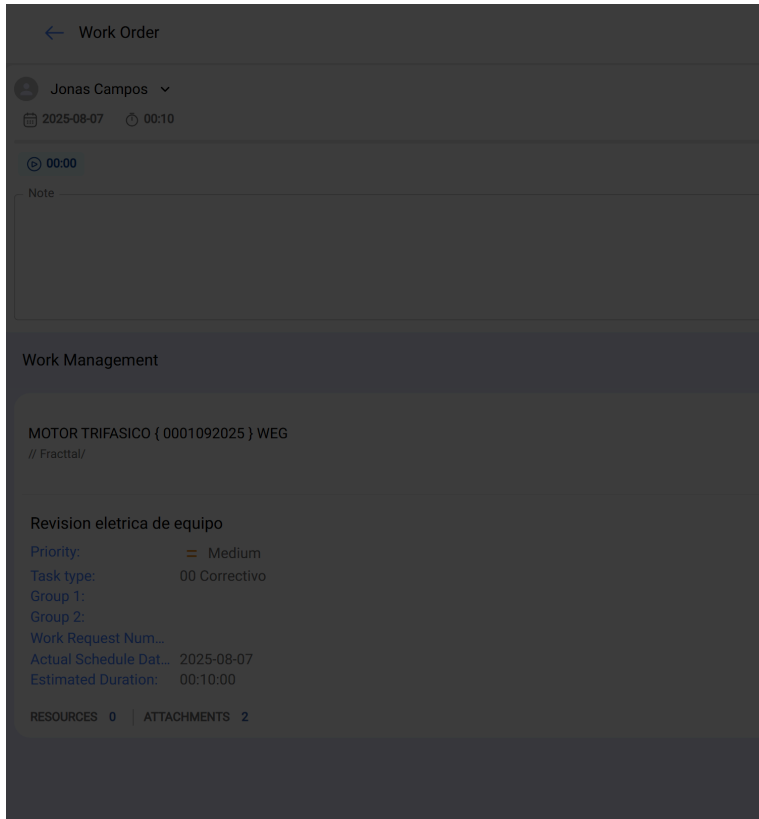 Work Order
Jonas Campos
2025-08-07 00:10
00:00
Note
Work Management
MOTOR TRIFASICO { 0001092025 } WEG
// Fracttal/
Revision eletrica de equipo
Priority: Medium
Task type: 00 Correctivo
Group 1:
Group 2:
Work Request Num...
Actual Schedule Dat... 2025-08-07
Estimated Duration: 00:10:00
RESOURCES 0 ATTACHMENTS 2